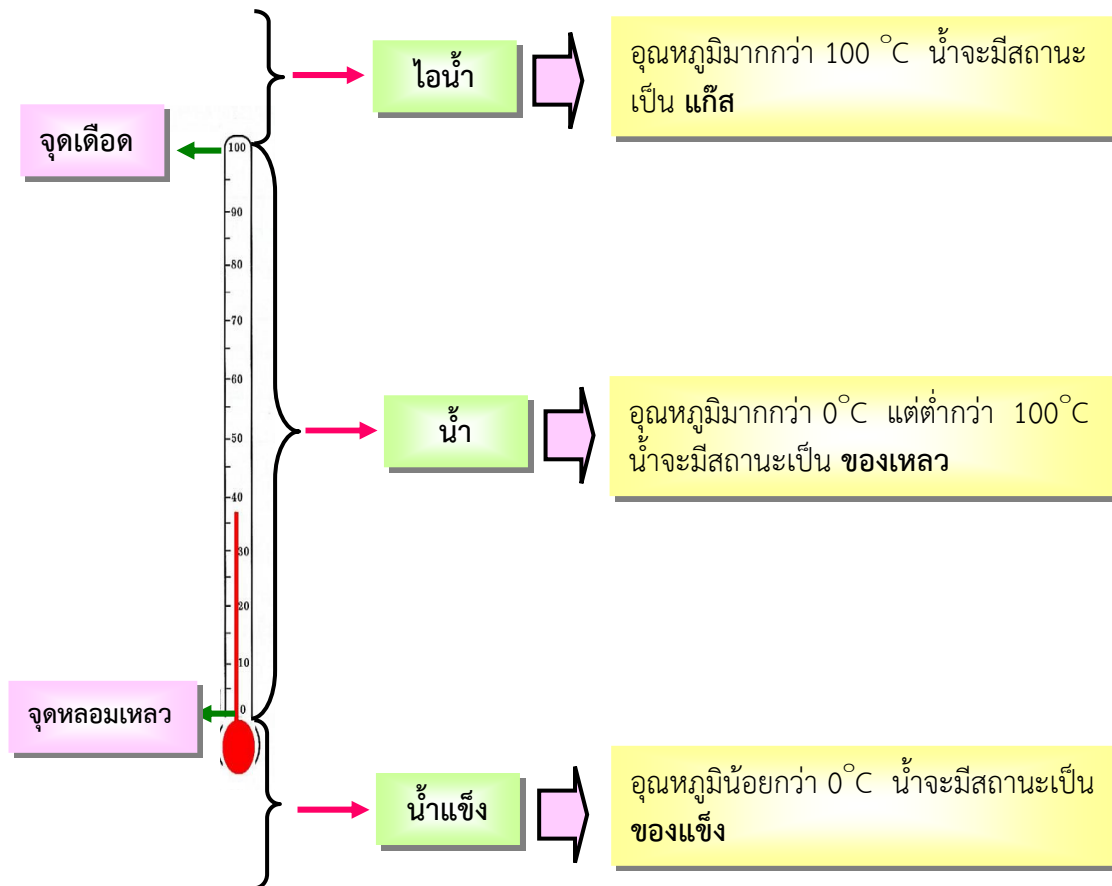 ไอน้ำ
อุณหภูมิมากกว่า 100 °C น้ำจะมีสถานะ
เป็น แก๊ส
จุดเดือด
100
90
80
70
60
50
40
30
20
10
0
น้ำ
อุณหภูมิมากกว่า 0°C แต่ต่ำกว่า 100°C
น้ำจะมีสถานะเป็น ของเหลว
จุดหลอมเหลว
น้ำแข็ง
อุณหภูมิน้อยกว่า 0°C น้ำจะมีสถานะเป็น
ของแข็ง